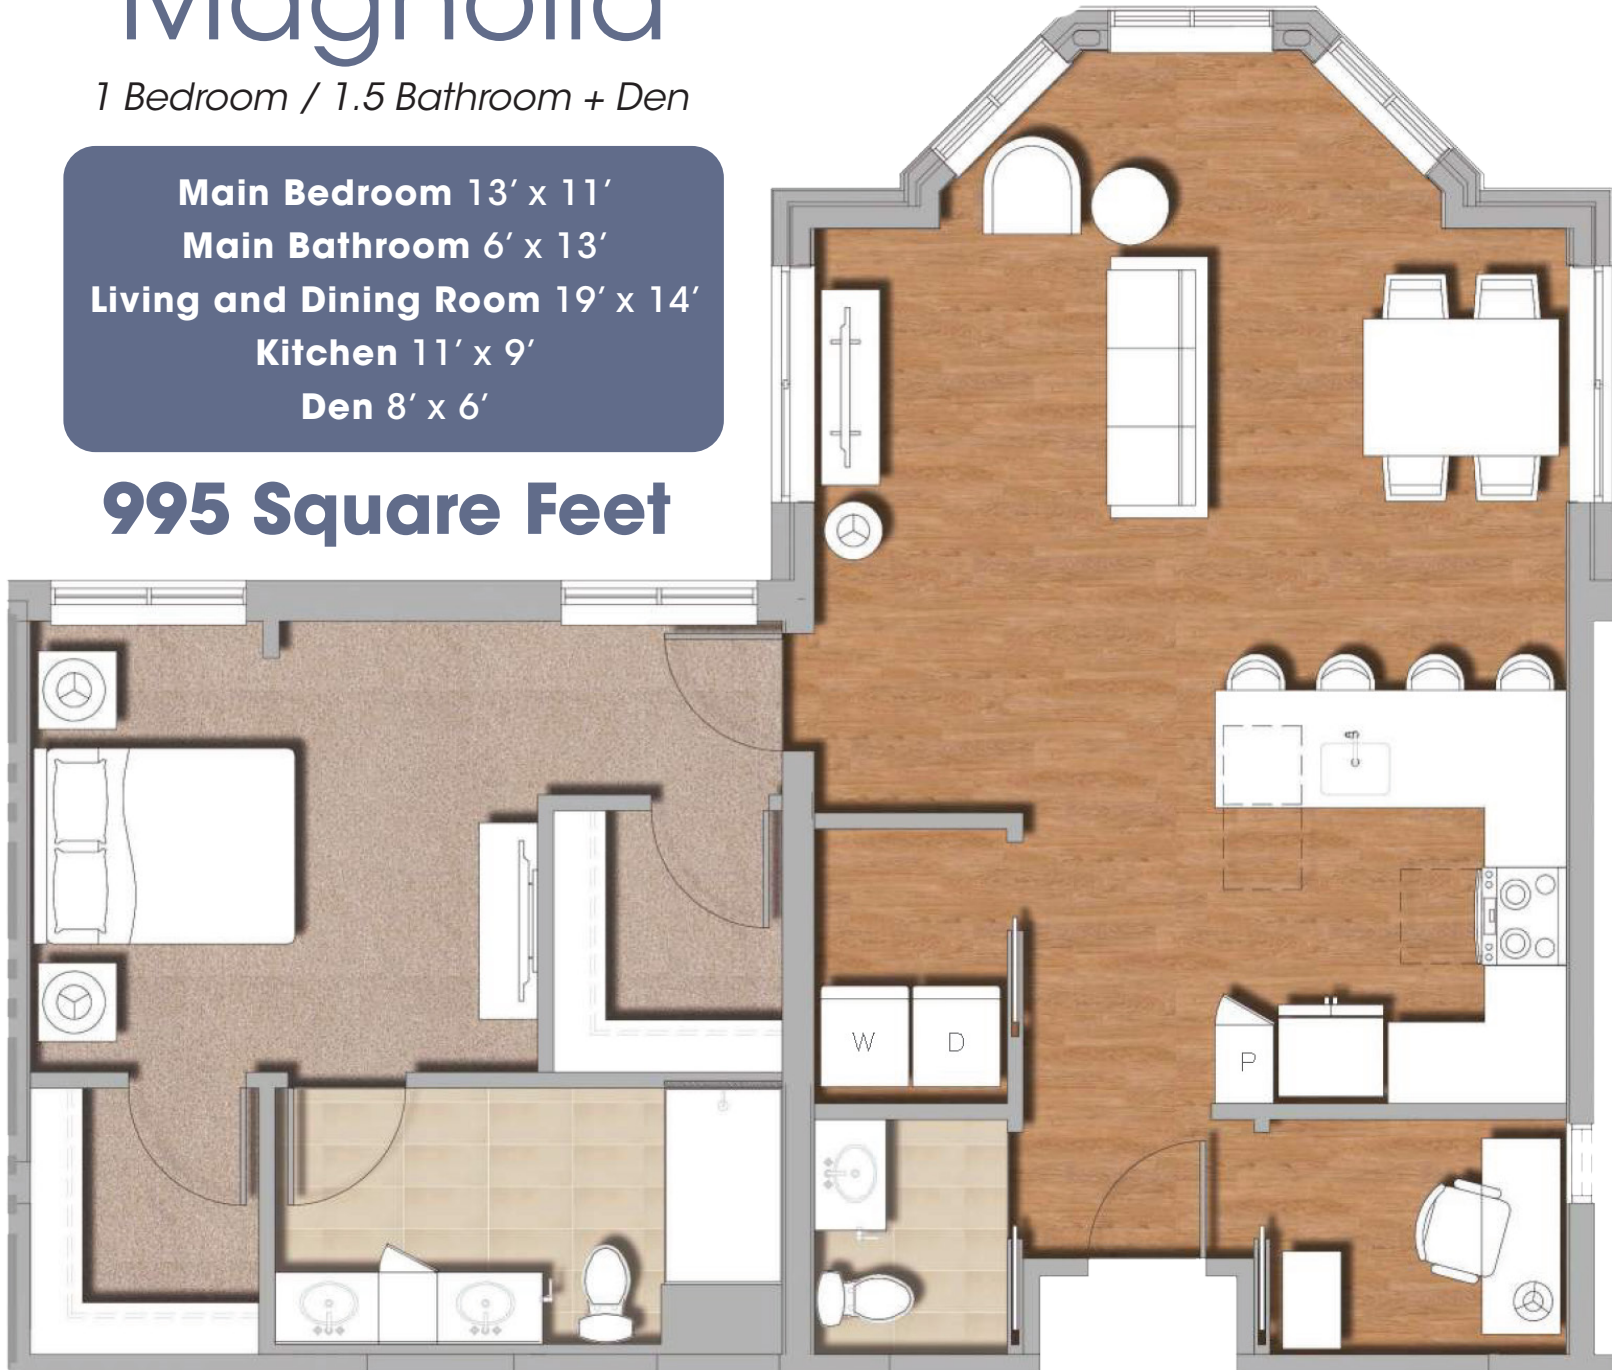 Magnolia
1 Bedroom / 1.5 Bathroom + Den
Main Bedroom 13′ x 11′
Main Bathroom 6′ x 13′
Living and Dining Room 19′ x 14′
Kitchen 11′ x 9′
Den 8′ x 6′
995 Square Feet
W D
P